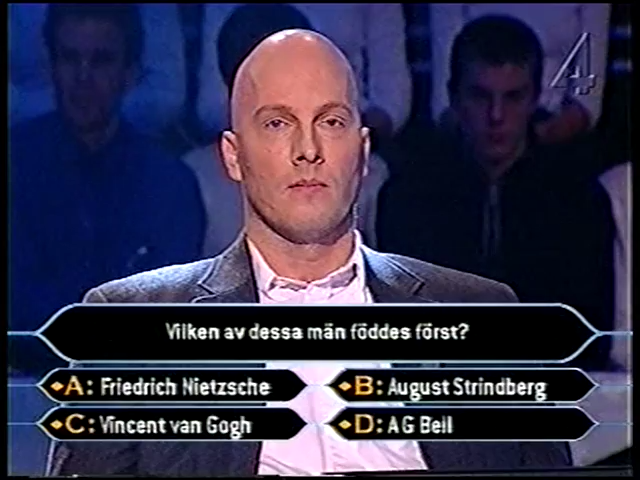 4
Vilken av dessa män föddes först?
A: Friedrich Nietzsche
B: August Strindberg
C: Vincent van Gogh
D: AG Bell